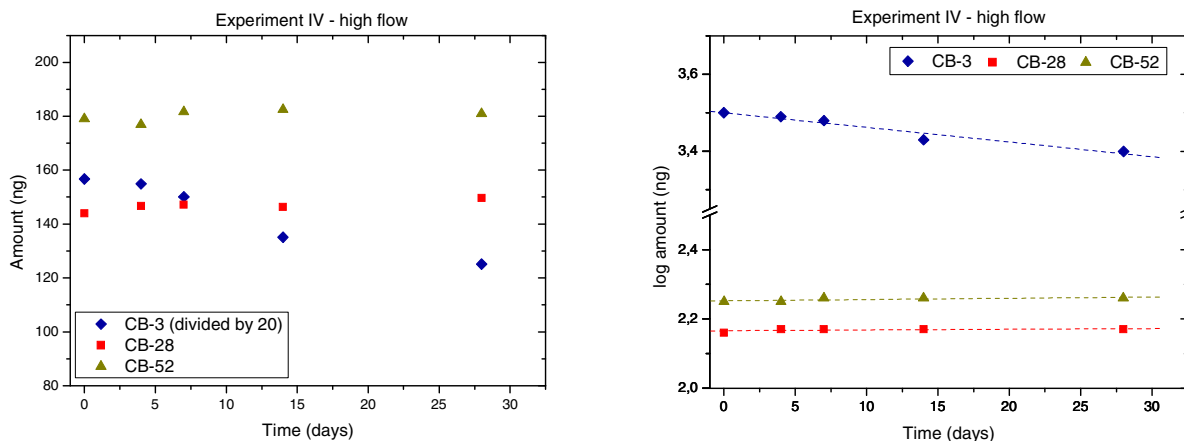 Experiment IV - high flow
Amount (ng)
200
180
160
140
120
100
80
CB-3 (divided by 20)
CB-28
CB-52
0 5 10 15 20 25 30
Time (days)
Experiment IV - high flow
log amount (ng)
3,6
3,4
2,4
2,2
2,0
CB-3 CB-28 CB-52
0 5 10 15 20 25 30
Time (days)